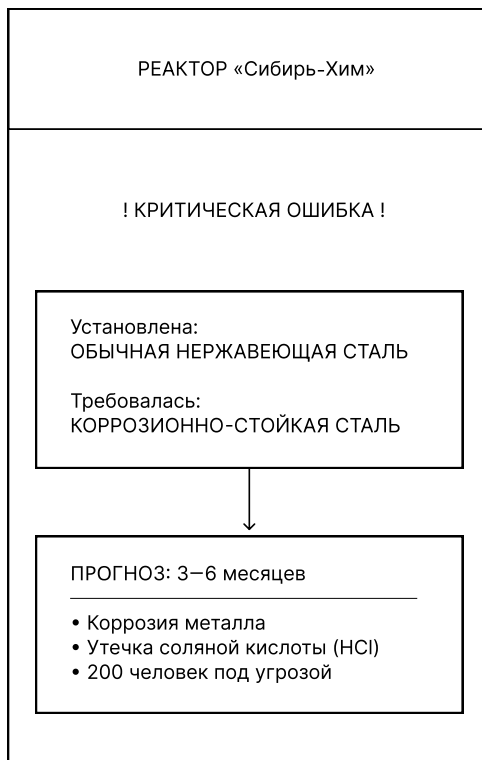 РЕАКТОР «Сибирь-Хим»
! КРИТИЧЕСКАЯ ОШИБКА !
Установлена:
ОБЫЧНАЯ НЕРЖАВЕЮЩАЯ СТАЛЬ
Требовалась:
КОРРОЗИОННО-СТОЙКАЯ СТАЛЬ
ПРОГНОЗ: 3–6 месяцев
• Коррозия металла
• Утечка соляной кислоты (HCl)
• 200 человек под угрозой